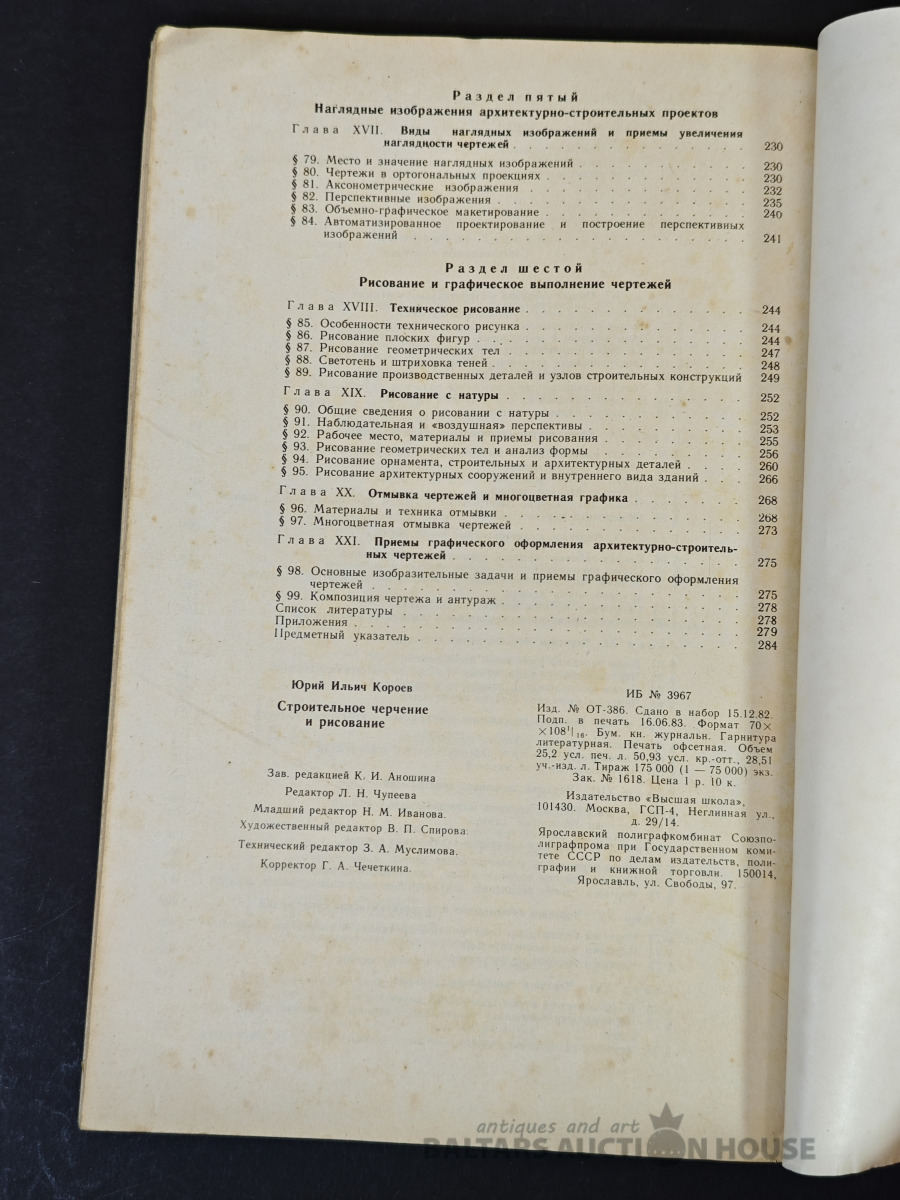 Раздел пятый
Наглядные изображения архитектурно-строительных проектов
Глава XVII. Виды наглядных изображений и приемы увеличения
наглядности чертежей . . . . . . . . . . . . . 230
§ 79. Место и значение наглядных изображений . . . . . . . . . 230
§ 80. Чертежи в ортогональных проекциях . . . . . . . . . . . 230
§ 81. Аксонометрические изображения . . . . . . . . . . . . 232
§ 82. Перспективные изображения . . . . . . . . . . . . . 235
§ 83. Объемно-графическое макетирование . . . . . . . . . . . 240
§ 84. Автоматизированное проектирование и построение перспективных
изображений . . . . . . . . . . . . . . . . 241
Раздел шестой
Рисование и графическое выполнение чертежей
Глава XVIII. Техническое рисование . . . . . . . . . . . . 244
§ 85. Особенности технического рисунка . . . . . . . . . . . . 244
§ 86. Рисование плоских фигур . . . . . . . . . . . . . . 244
§ 87. Рисование геометрических тел . . . . . . . . . . . . . 247
§ 88. Светотень и штриховка теней . . . . . . . . . . . . . 248
§ 89. Рисование производственных деталей и узлов строительных конструкций 249
Глава XIX. Рисование с натуры . . . . . . . . . . . . . 252
§ 90. Общие сведения о рисовании с натуры . . . . . . . . . . 252
§ 91. Наблюдательная и «воздушная» перспективы . . . . . . . . 253
§ 92. Рабочее место, материалы и приемы рисования . . . . . . . . 255
§ 93. Рисование геометрических тел и анализ формы . . . . . . . . 256
§ 94. Рисование орнамента, строительных и архитектурных деталей . . . . 260
§ 95. Рисование архитектурных сооружений и внутреннего вида зданий . . . 266
Глава XX. Отмывка чертежей и многоцветная графика . . . . . . 268
§ 96. Материалы и техника отмывки . . . . . . . . . . . . . 268
§ 97. Многоцветная отмывка чертежей . . . . . . . . . . . . 273
Глава XXI. Приемы графического оформления архитектурно-строитель-
ных чертежей . . . . . . . . . . . . . . . 275
§ 98. Основные изобразительные задачи и приемы графического оформления
чертежей . . . . . . . . . . . . . . . . . 275
§ 99. Композиция чертежа и антураж . . . . . . . . . . . . . 278
Список литературы . . . . . . . . . . . . . . . . . 278
Приложения . . . . . . . . . . . . . . . . . . . 279
Предметный указатель . . . . . . . . . . . . . . . . 284
Юрий Ильич Короев
Строительное черчение
и рисование
Зав. редакцией К. И. Аношина
Редактор Л. Н. Чупеева
Младший редактор Н. М. Иванова.
Художественный редактор В. П. Спирова.
Технический редактор З. А. Муслимова.
Корректор Г. А. Чечеткина.
ИБ № 3967
Изд. № ОТ-386. Сдано в набор 15.12.82.
Подп. в печать 16.06.83. Формат 70×
×108¹|₁₆. Бум. кн. журнальн. Гарнитура
литературная. Печать офсетная. Объем
25,2 усл. печ. л. 50,93 усл. кр.-отт., 28,51
уч.-изд. л. Тираж 175 000 (1 — 75 000) экз.
Зак. № 1618. Цена 1 р. 10 к.
Издательство «Высшая школа»,
101430. Москва, ГСП-4, Неглинная ул.,
д. 29/14.
Ярославский полиграфкомбинат Союзпо-
лиграфпрома при Государственном коми-
тете СССР по делам издательств, поли-
графии и книжной торговли. 150014,
Ярославль, ул. Свободы, 97.
antiques and art
BALTARS AUCTION HOUSE